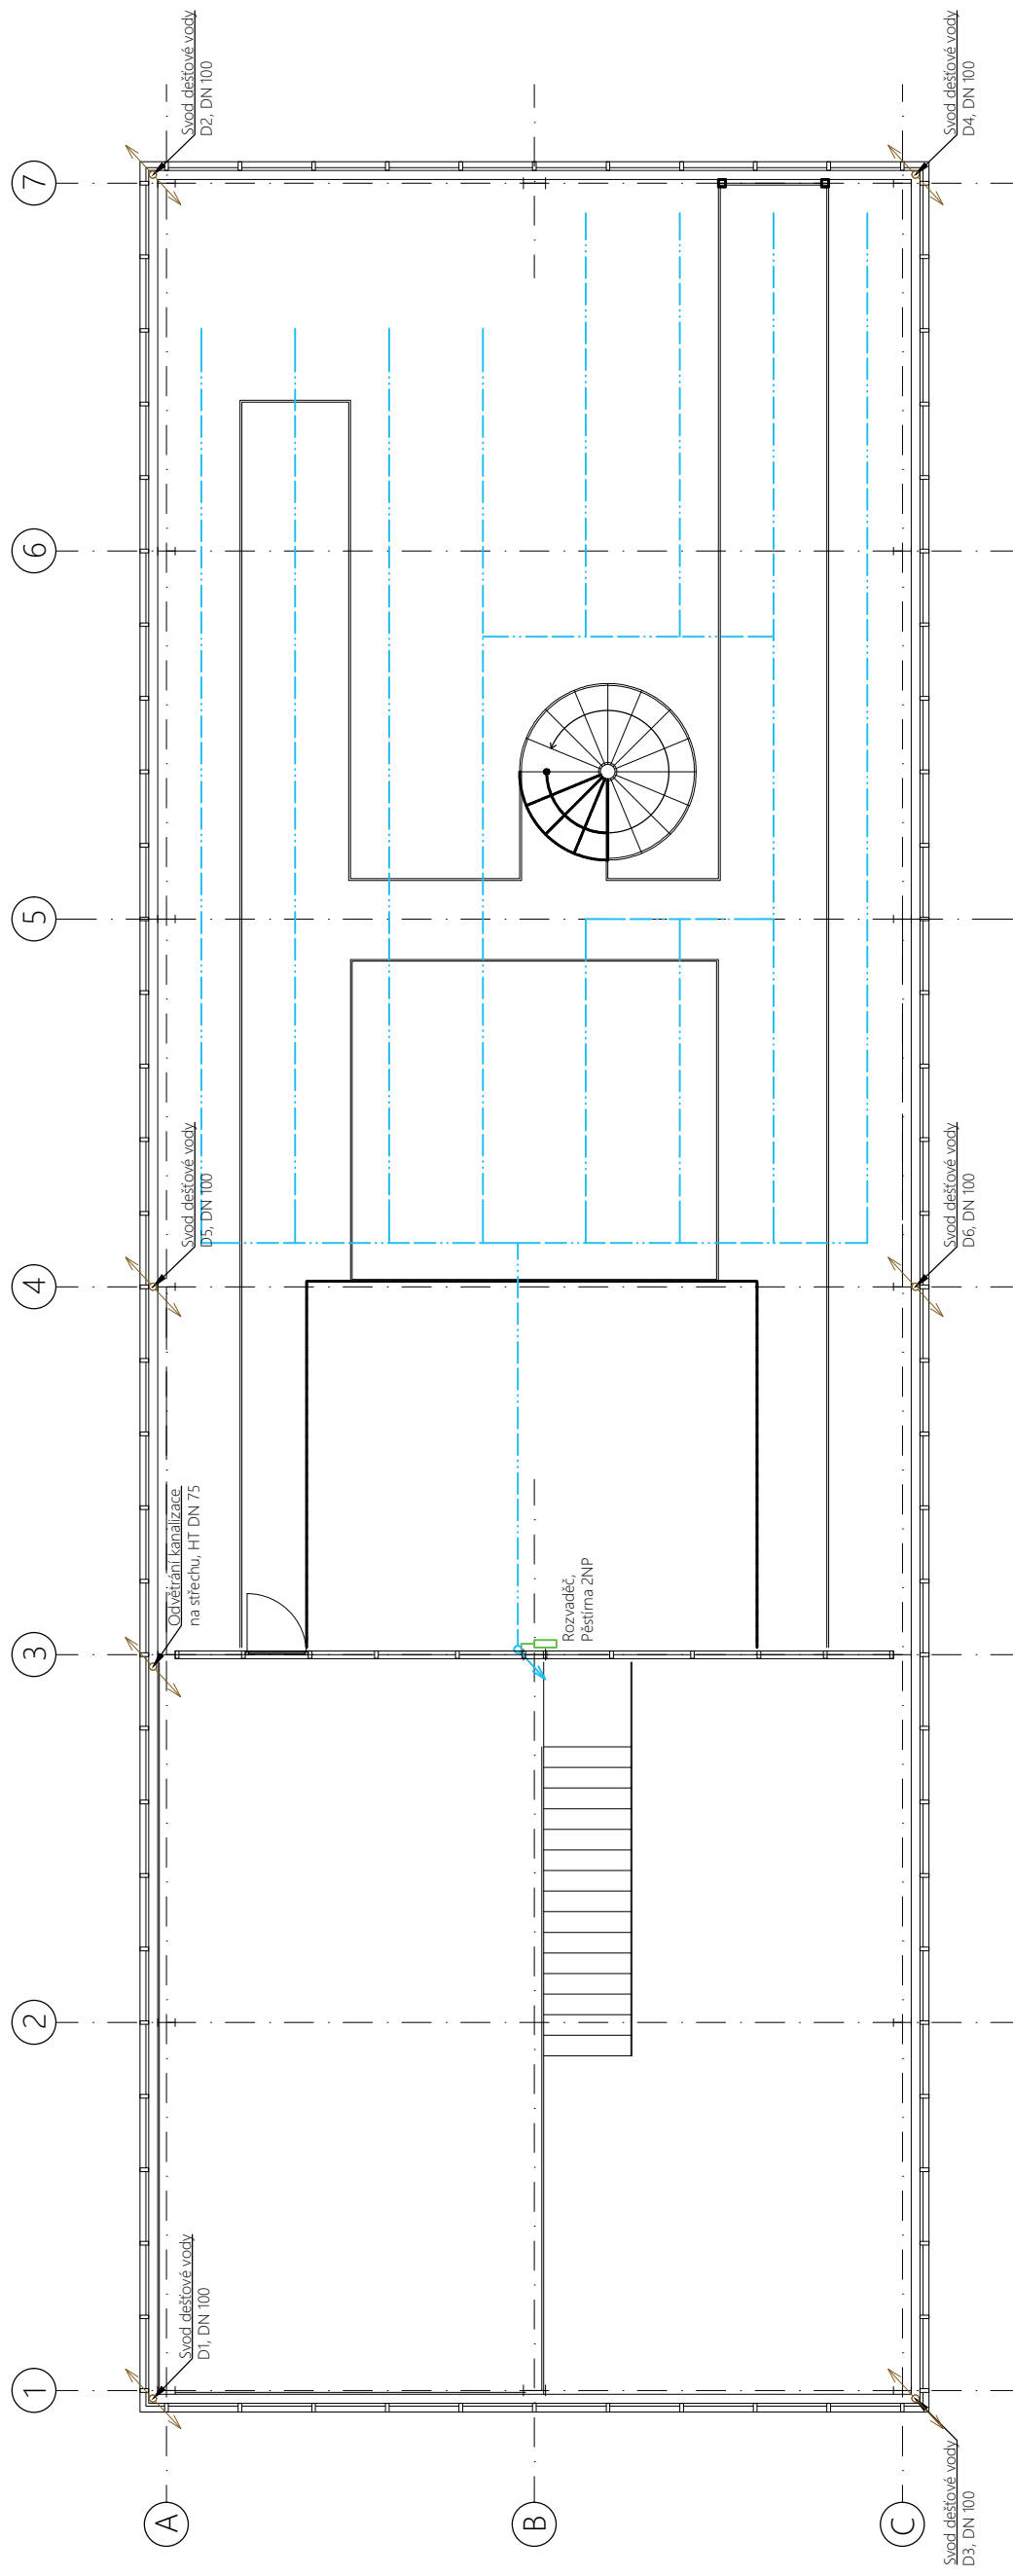 Svod dešťové vody
D2, DN 100
Svod dešťové vody
D4, DN 100
7
6
5
Svod dešťové vody
D5, DN 100
Svod dešťové vody
D6, DN 100
4
Odvětrání kanalizace
na střechu, HT DN 75
Rozvaděč,
Pěstírna 2NP
3
2
Svod dešťové vody
D1, DN 100
1
Svod dešťové vody
D3, DN 100
A
B
C